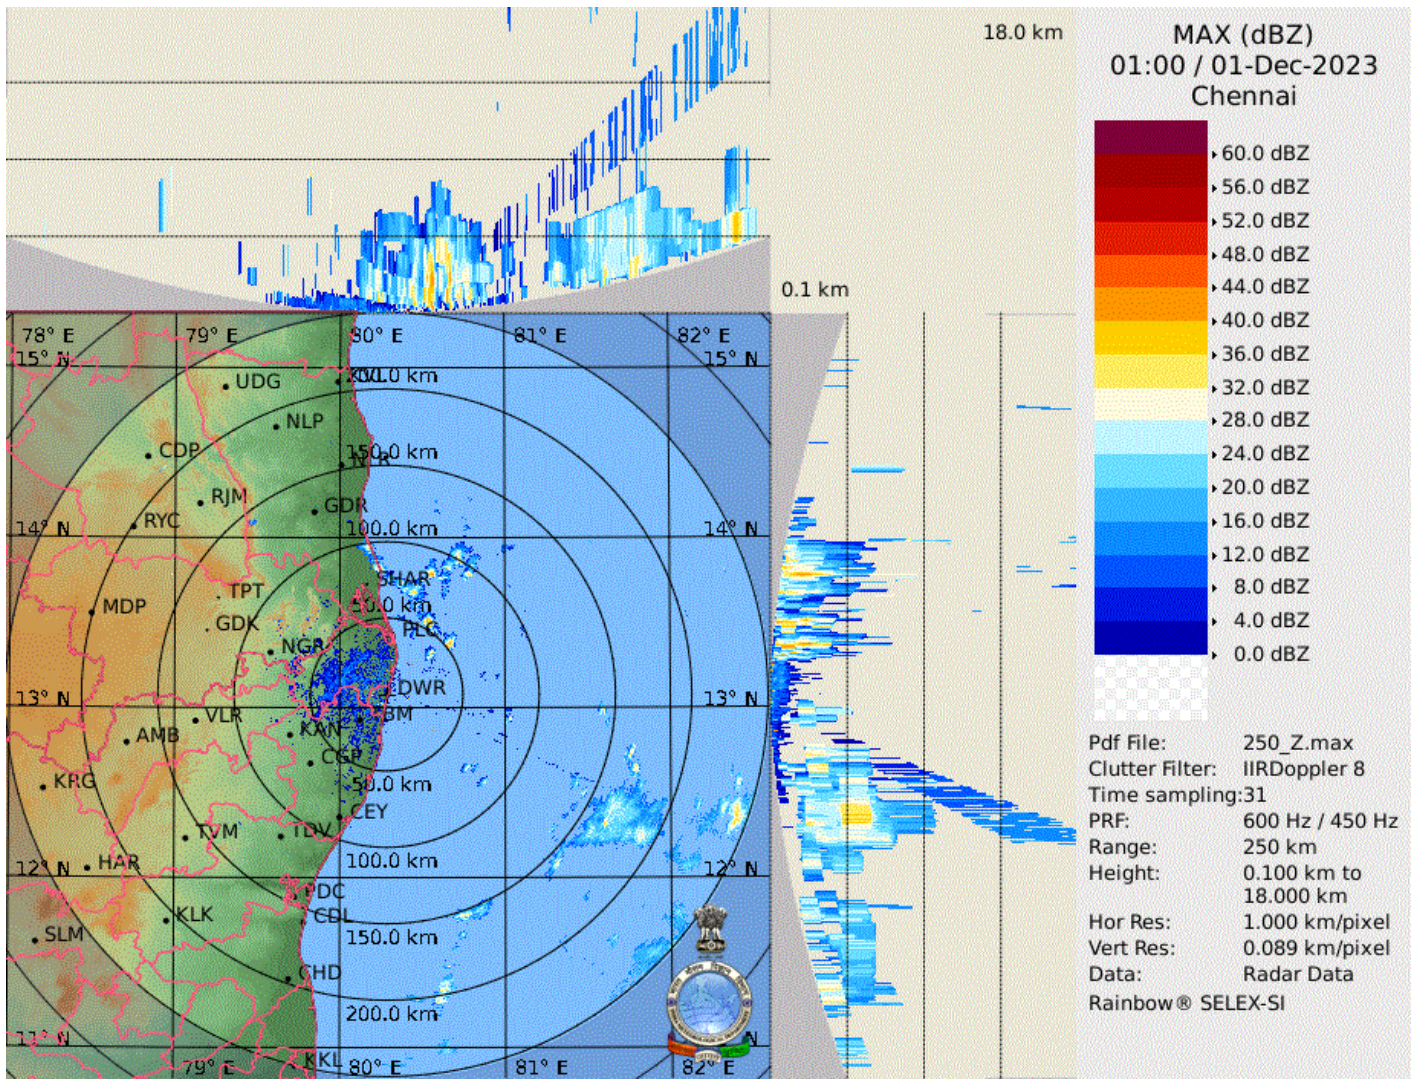 18.0 km
0.1 km
MAX (dBZ)
01:00 / 01-Dec-2023
Chennai
60.0 dBZ
56.0 dBZ
52.0 dBZ
48.0 dBZ
44.0 dBZ
40.0 dBZ
36.0 dBZ
32.0 dBZ
28.0 dBZ
24.0 dBZ
20.0 dBZ
16.0 dBZ
12.0 dBZ
8.0 dBZ
4.0 dBZ
0.0 dBZ
Pdf File: 250_Z.max
Clutter Filter: IIRDoppler 8
Time sampling:31
PRF: 600 Hz / 450 Hz
Range: 250 km
Height: 0.100 km to
18.000 km
Hor Res: 1.000 km/pixel
Vert Res: 0.089 km/pixel
Data: Radar Data
Rainbow® SELEX-SI
78° E 79° E 80° E 81° E 82° E
15° N 15° N
UDG
NLP
CDP
150.0 km
RJM
GDR
RYC
14° N 100.0 km 14° N
SHAR
TPT
50.0 km
MDP
GDK
PLC
NGR
DWR
13° N 13° N
VLR
BM
AMB
KAN
CGP
KRG
50.0 km
CEY
TVM
TDV
HAR
100.0 km
12° N 12° N
PDC
KLK
CDL
SLM
150.0 km
CHD
200.0 km
11° N 11° N
KKL
79° E 80° E 81° E 82° E